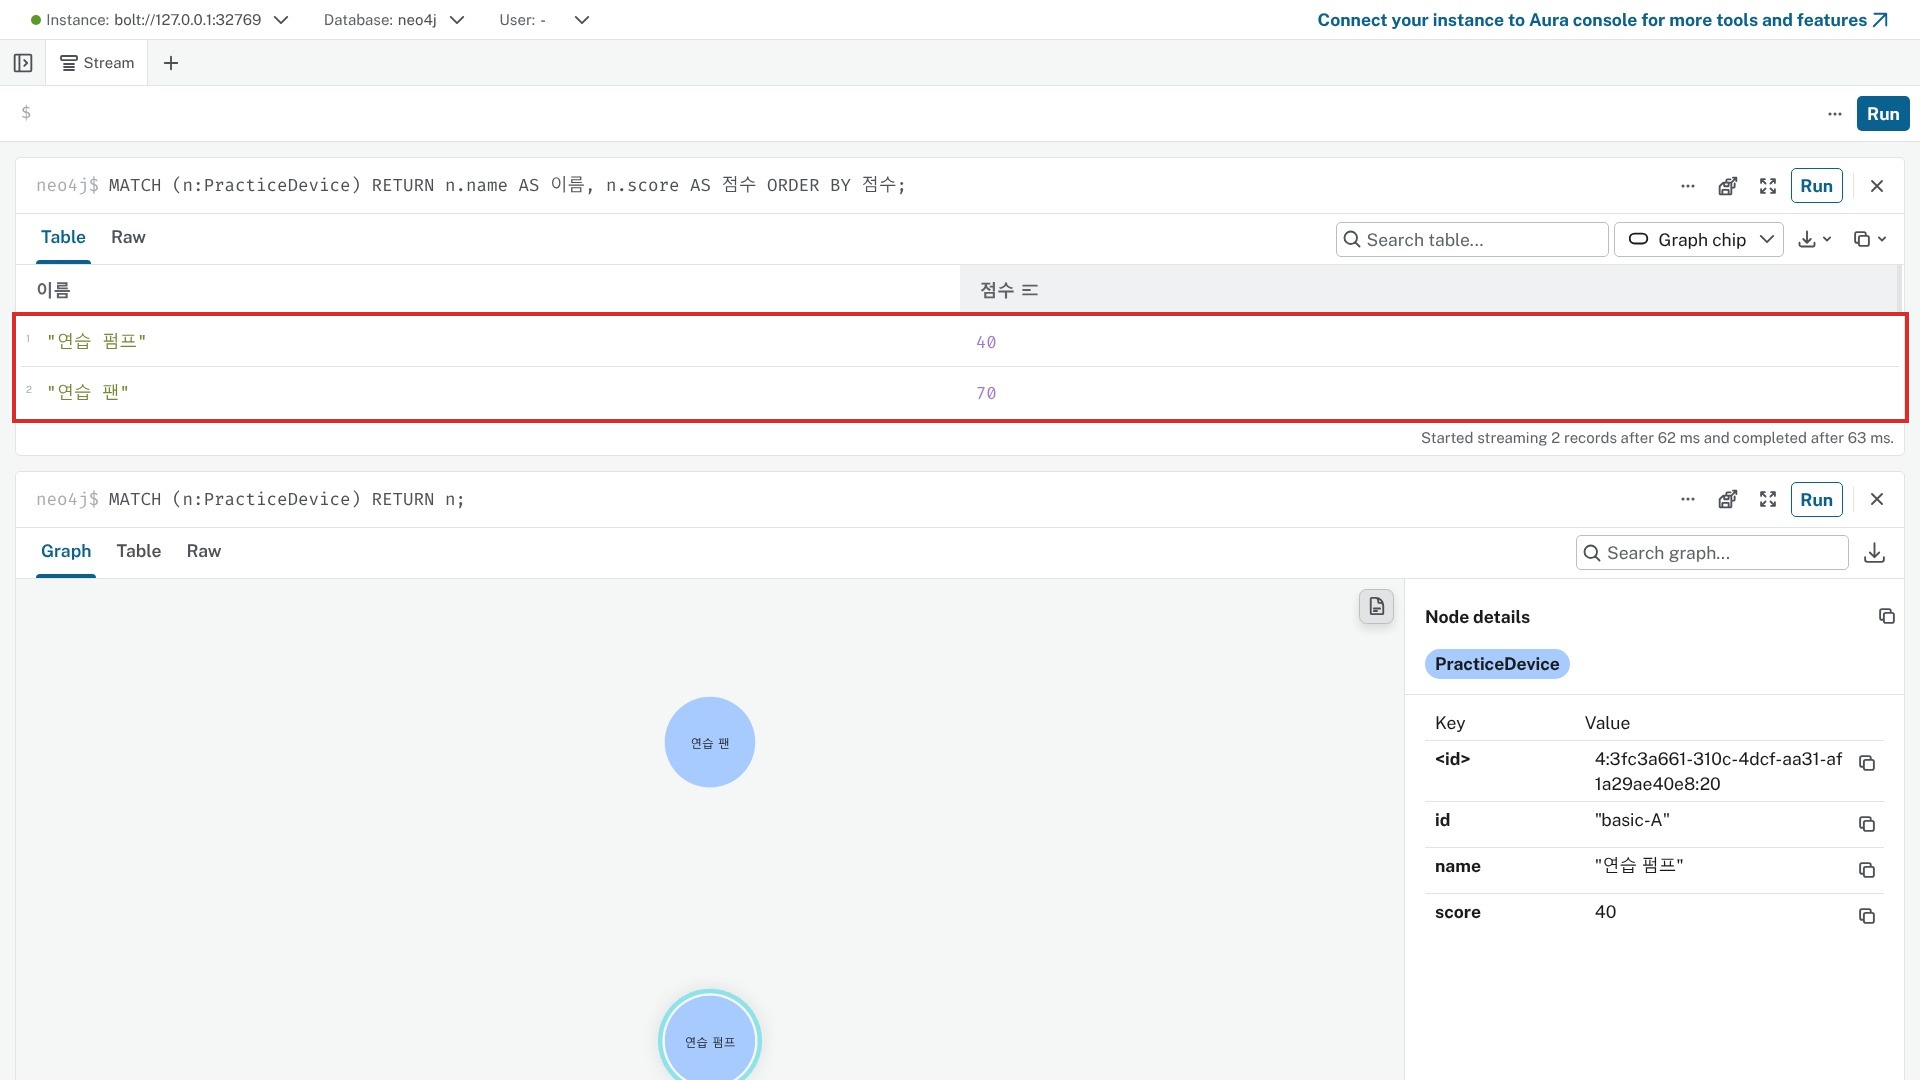 Instance: bolt://127.0.0.1:32769 Database: neo4j User: - Connect your instance to Aura console for more tools and features
Stream
$ Run
neo4j$ MATCH (n:PracticeDevice) RETURN n.name AS 이름, n.score AS 점수 ORDER BY 점수; Run
Table Raw Search table... Graph chip
이름 점수
1 "연습 펌프" 40
2 "연습 팬" 70
Started streaming 2 records after 62 ms and completed after 63 ms.
neo4j$ MATCH (n:PracticeDevice) RETURN n; Run
Graph Table Raw Search graph...
Node details
PracticeDevice
Key Value
<id> 4:3fc3a661-310c-4dcf-aa31-af
1a29ae40e8:20
id "basic-A"
name "연습 펌프"
score 40
연습 팬
연습 펌프